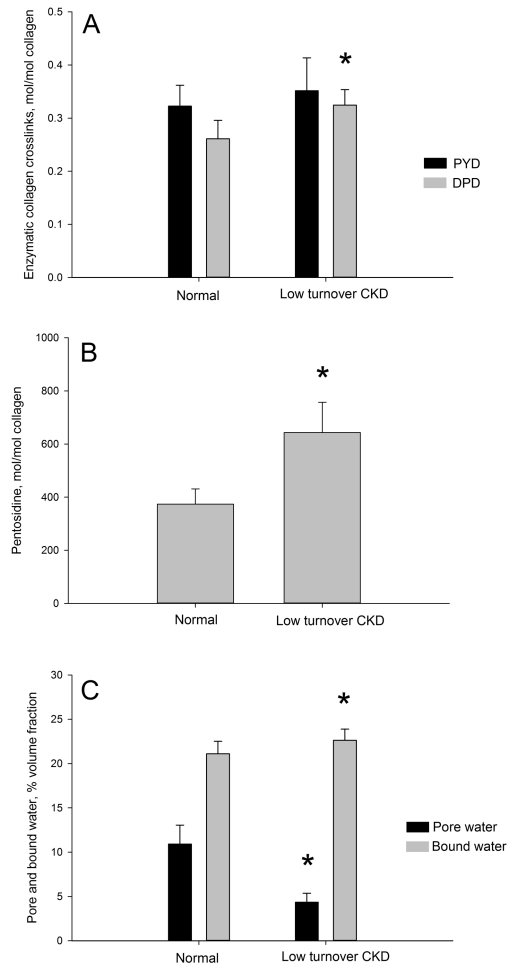 A
Enzymatic collagen crosslinks, mol/mol collagen
0.5
0.4
0.3
0.2
0.1
0.0
*
PYD
DPD
Normal
Low turnover CKD
B
Pentosidine, mol/mol collagen
1000
800
600
400
200
0
*
Normal
Low turnover CKD
C
Pore and bound water, % volume fraction
30
25
20
15
10
5
0
*
*
Pore water
Bound water
Normal
Low turnover CKD